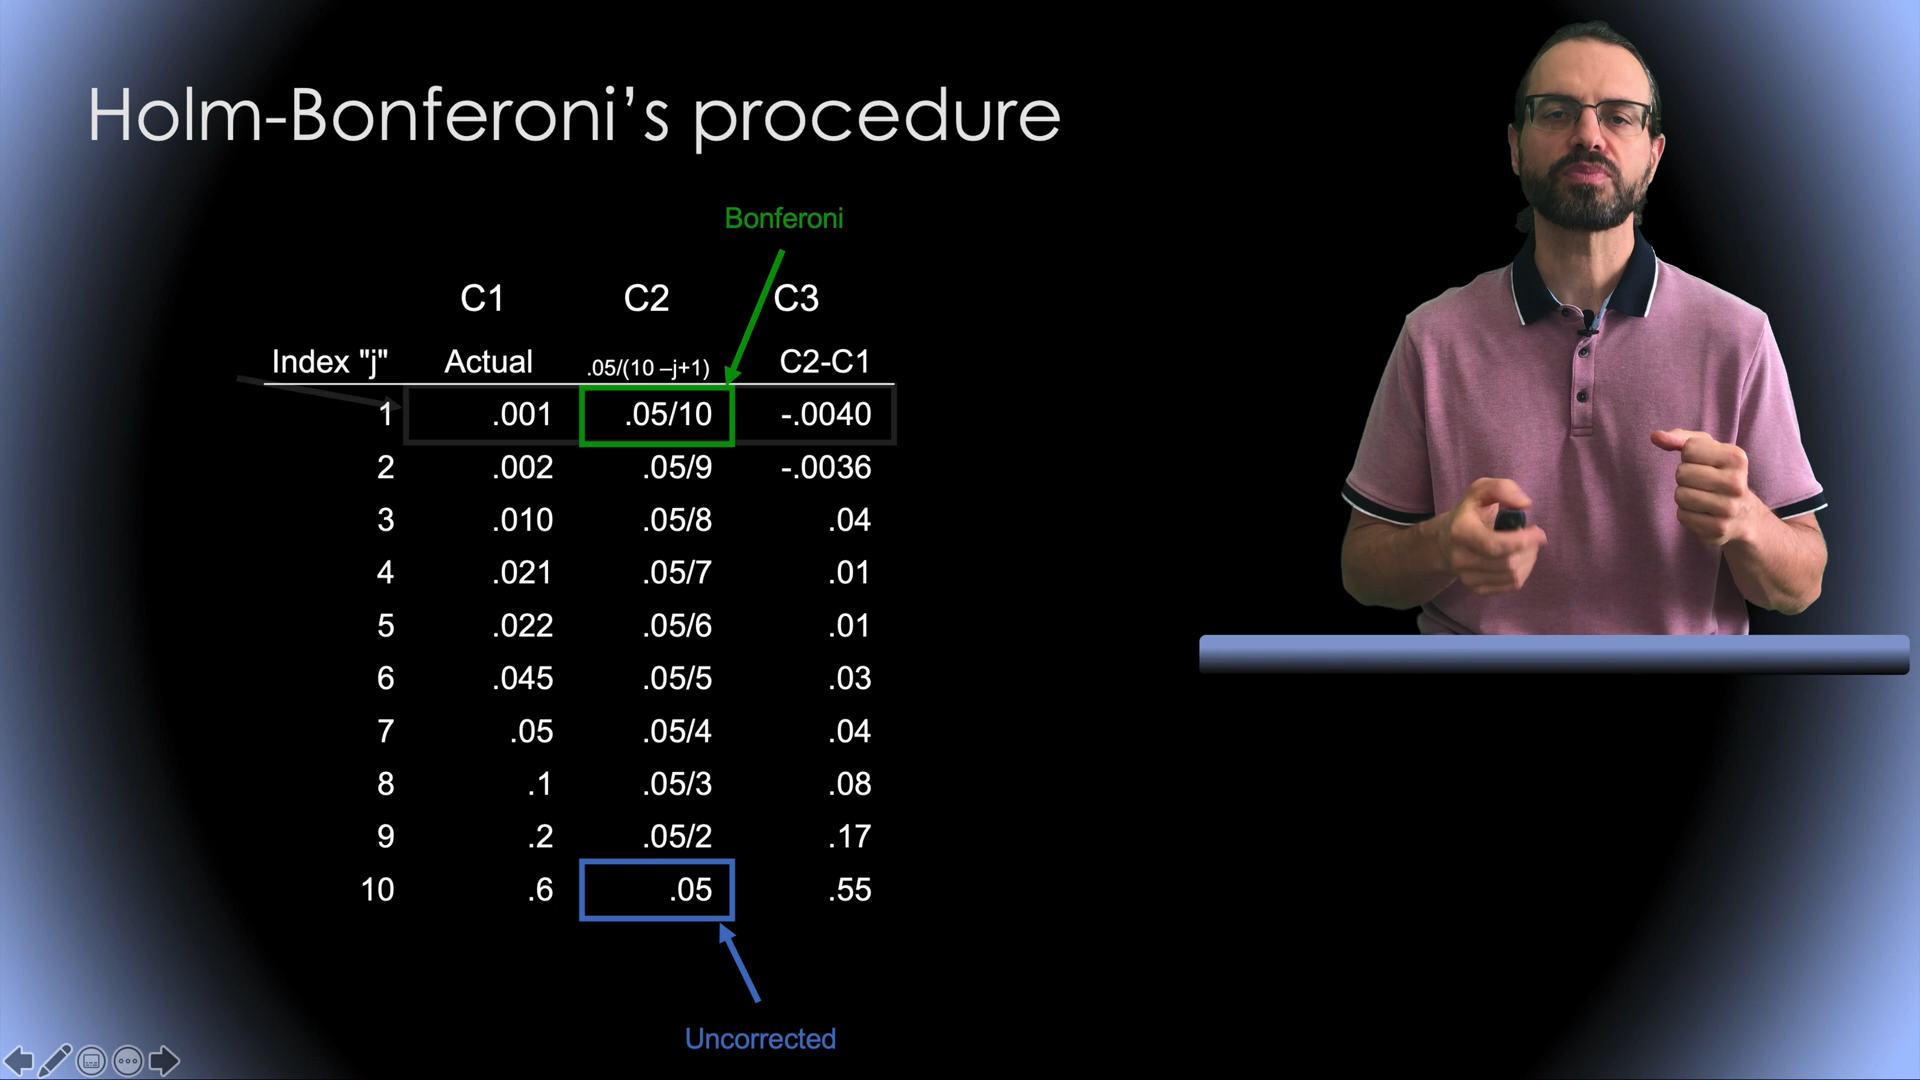 Holm-Bonferoni’s procedure
Bonferoni
C1 C2 C3
Index "j" Actual .05/(10 –j+1) C2-C1
1 .001 .05/10 -.0040
2 .002 .05/9 -.0036
3 .010 .05/8 .04
4 .021 .05/7 .01
5 .022 .05/6 .01
6 .045 .05/5 .03
7 .05 .05/4 .04
8 .1 .05/3 .08
9 .2 .05/2 .17
10 .6 .05 .55
Uncorrected